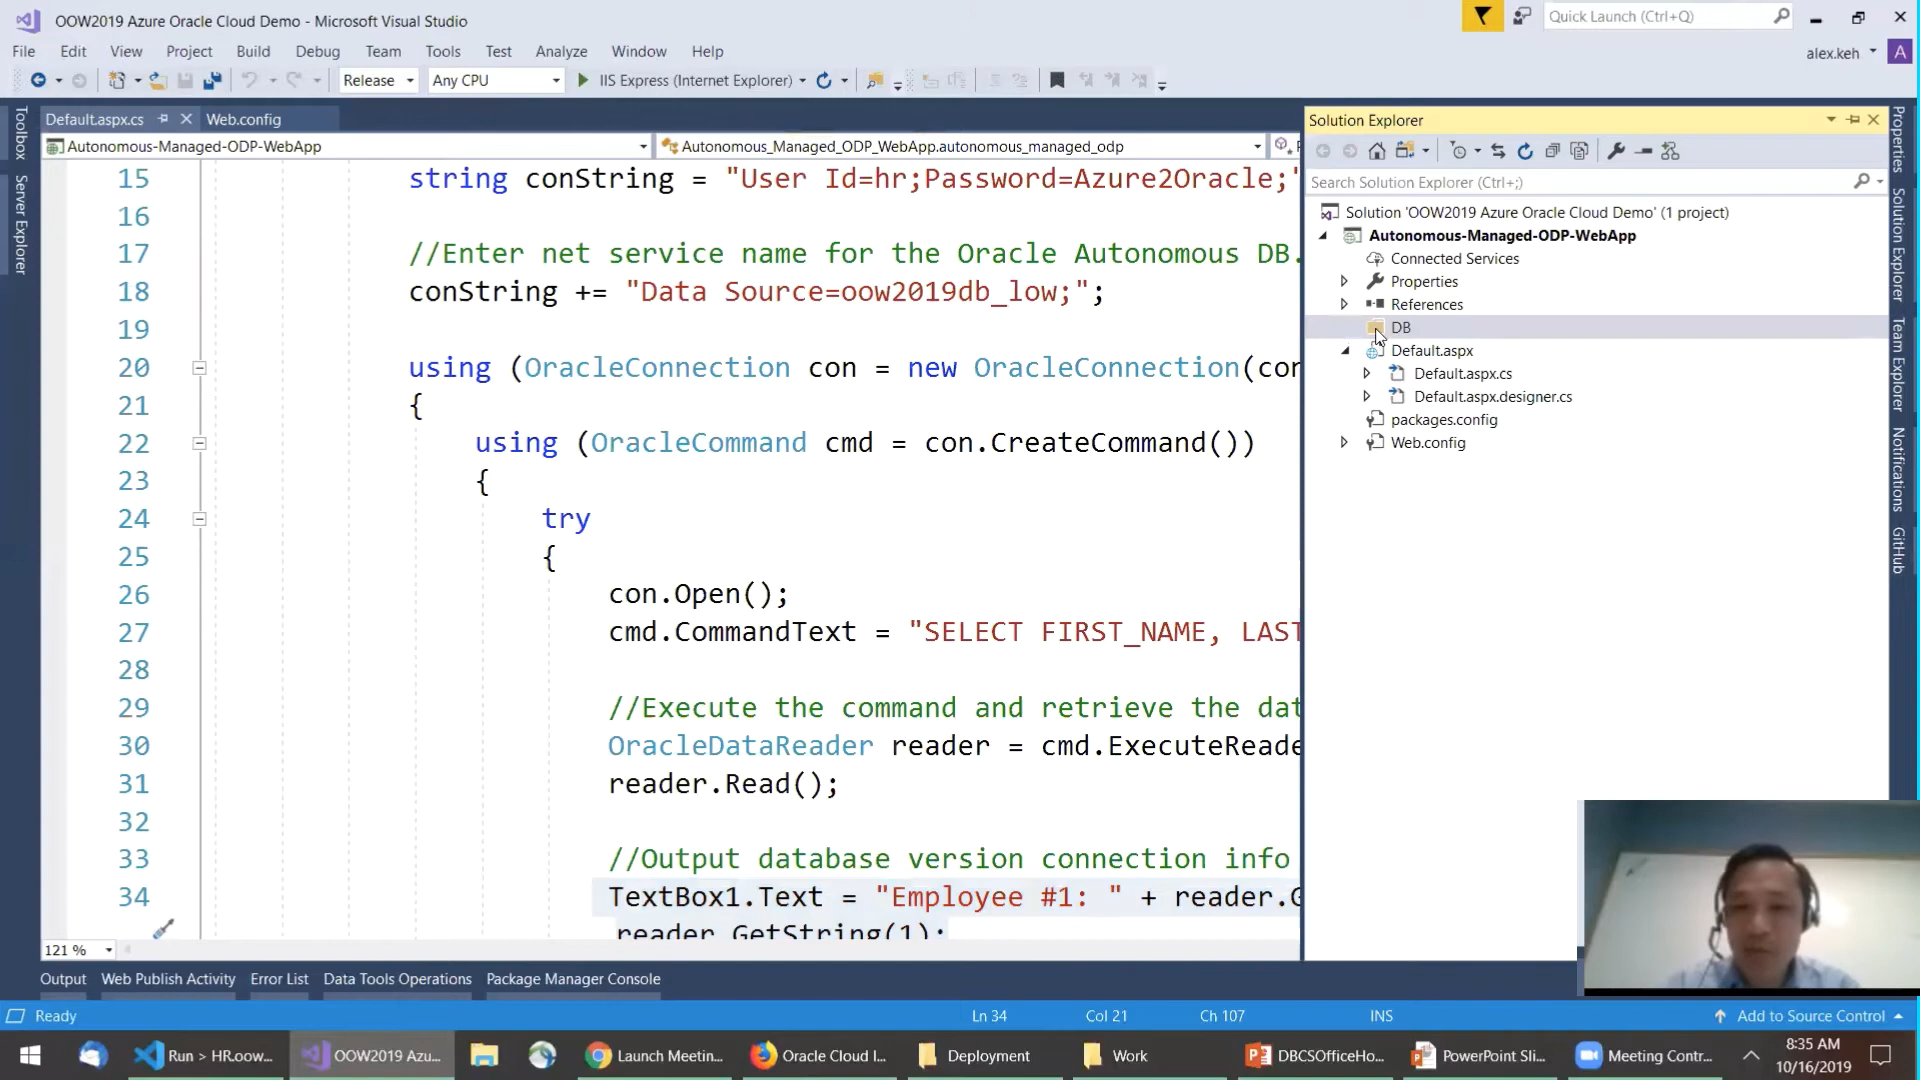 OOW2019 Azure Oracle Cloud Demo - Microsoft Visual Studio
Quick Launch (Ctrl+Q)
File Edit View Project Build Debug Team Tools Test Analyze Window Help
alex.keh
A
Release Any CPU IIS Express (Internet Explorer)
Toolbox
Server Explorer
Default.aspx.cs Web.config
Autonomous-Managed-ODP-WebApp Autonomous_Managed_ODP_WebApp.autonomous_managed_odp
15 string conString = "User Id=hr;Password=Azure2Oracle;"
16
17 //Enter net service name for the Oracle Autonomous DB.
18 conString += "Data Source=oow2019db_low;";
19
20 using (OracleConnection con = new OracleConnection(con
21 {
22 using (OracleCommand cmd = con.CreateCommand())
23 {
24 try
25 {
26 con.Open();
27 cmd.CommandText = "SELECT FIRST_NAME, LAST
28
29 //Execute the command and retrieve the dat
30 OracleDataReader reader = cmd.ExecuteReade
31 reader.Read();
32
33 //Output database version connection info
34 TextBox1.Text = "Employee #1: " + reader.G
reader.GetString(1);
121 %
Solution Explorer
Search Solution Explorer (Ctrl+;)
Solution 'OOW2019 Azure Oracle Cloud Demo' (1 project)
Autonomous-Managed-ODP-WebApp
Connected Services
Properties
References
DB
Default.aspx
Default.aspx.cs
Default.aspx.designer.cs
packages.config
Web.config
Properties
Solution Explorer
Team Explorer
Notifications
GitHub
Output Web Publish Activity Error List Data Tools Operations Package Manager Console
Ready Ln 34 Col 21 Ch 107 INS Add to Source Control
Run > HR.oow... OOW2019 Azu... Launch Meetin... Oracle Cloud I... Deployment Work DBCSOfficeHo... PowerPoint Sli... Meeting Contr...
8:35 AM
10/16/2019